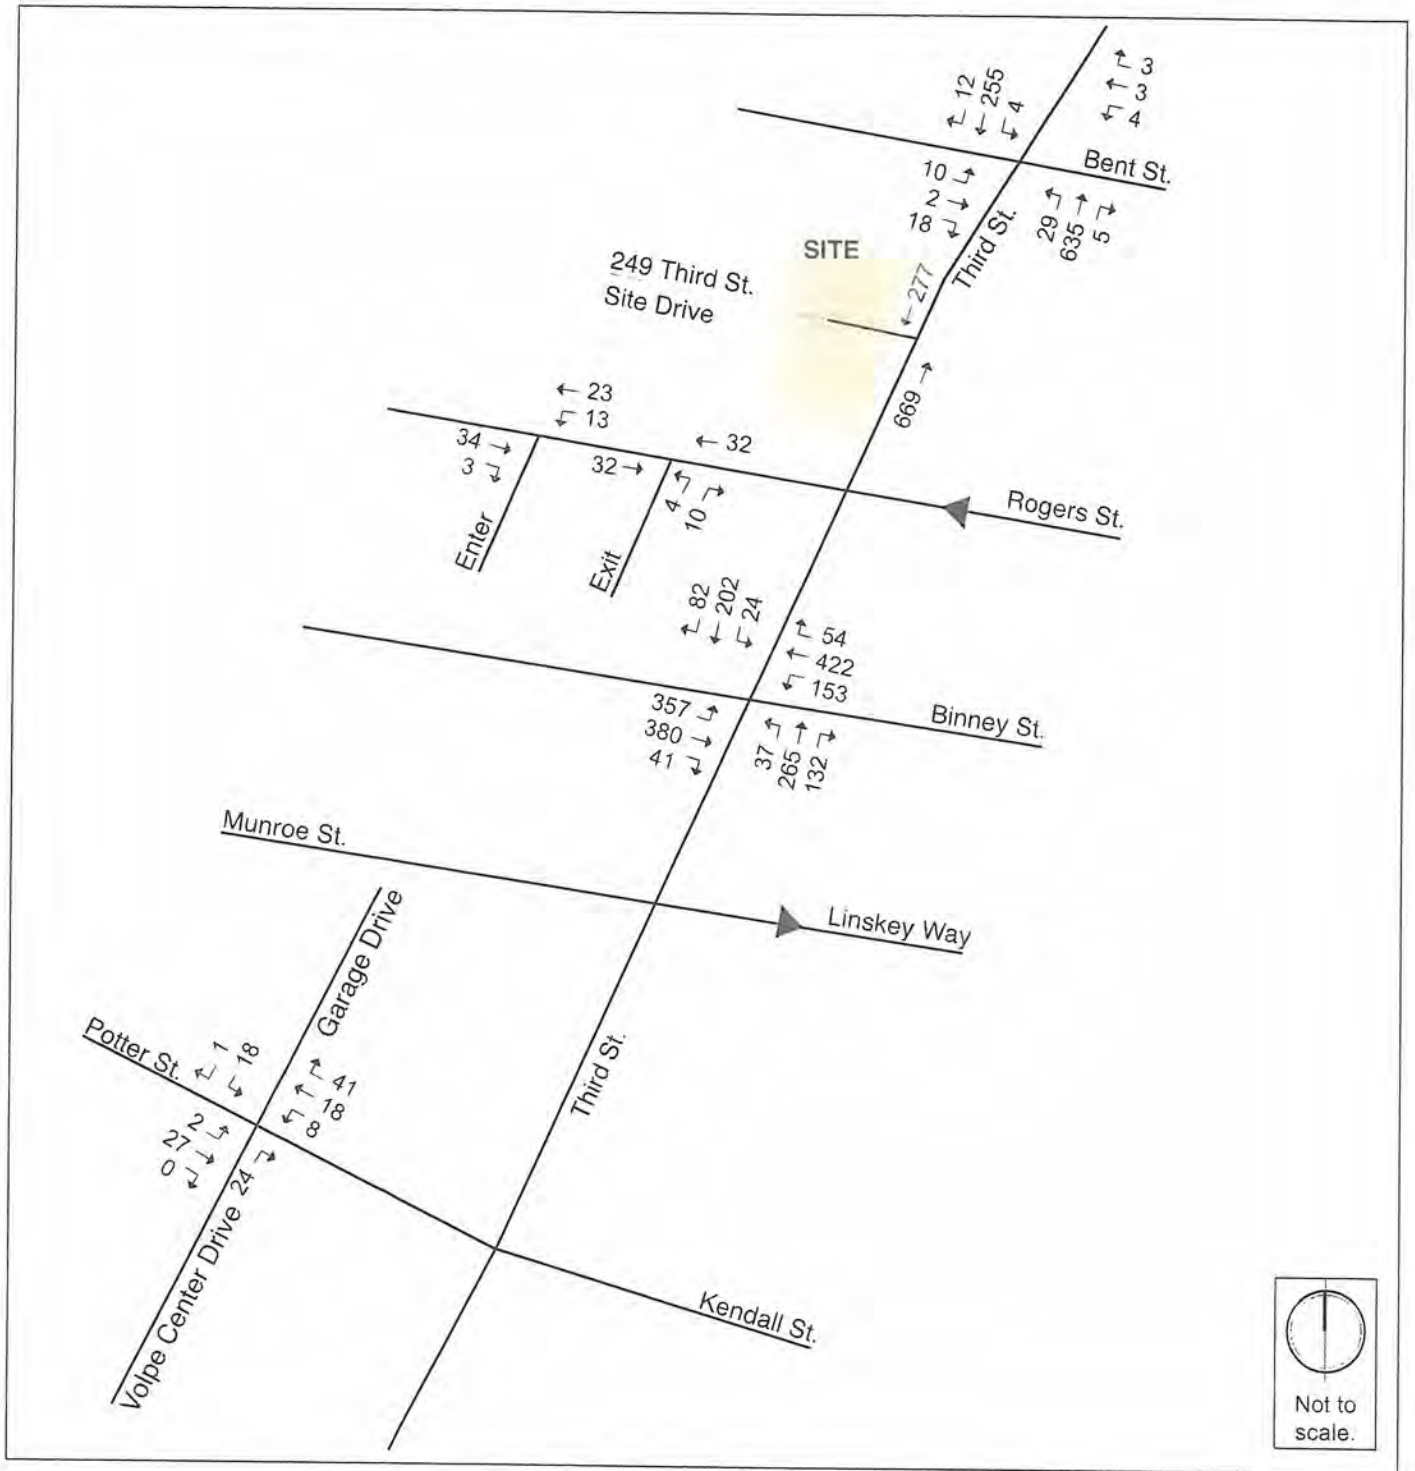 3
3
4
12
255
4
Bent St.
10
2
18
29
635
5
Third St.
SITE
249 Third St.
Site Drive
277
669
23
13
34
3
32
32
4
10
Enter
Exit
Rogers St.
82
202
24
54
422
153
357
380
41
37
265
132
Binney St.
Munroe St.
Linskey Way
Garage Drive
Potter St.
1
18
41
18
8
2
27
0
24
Volpe Center Drive
Third St.
Kendall St.
Not to
scale.